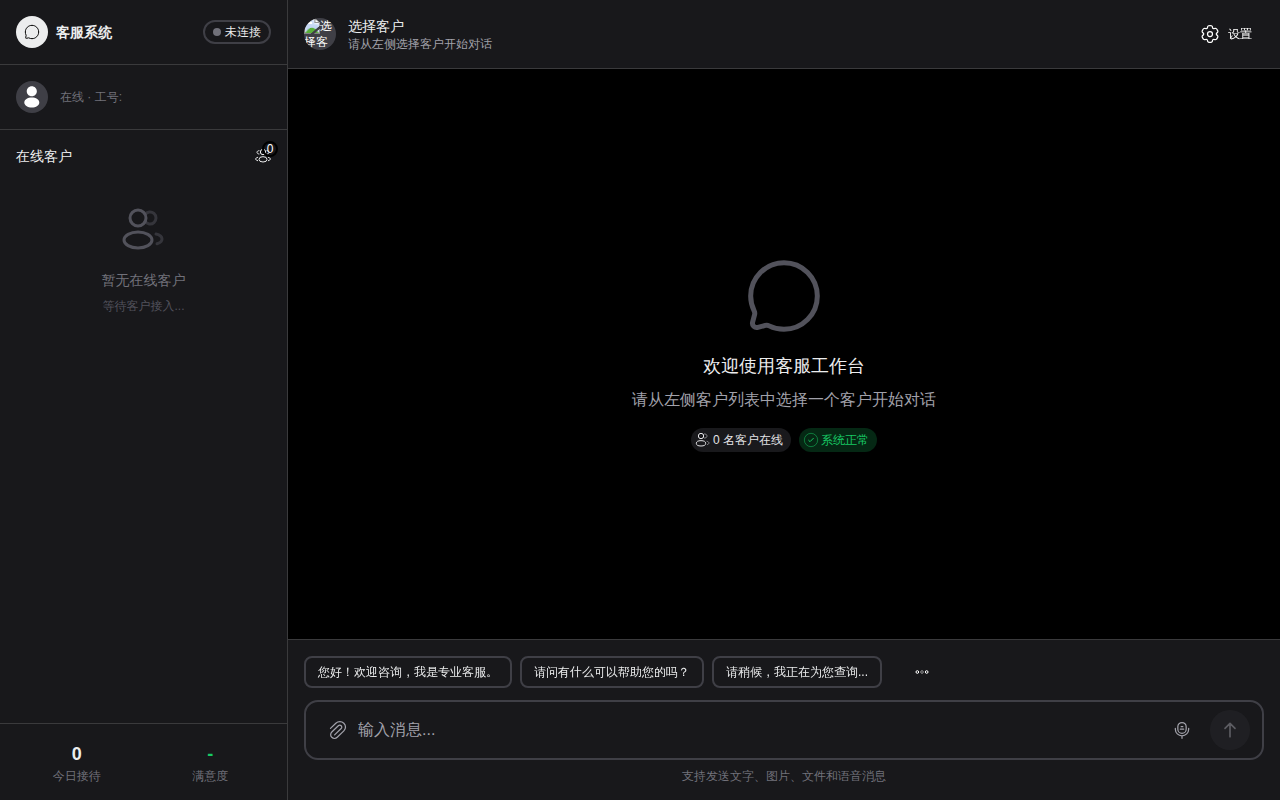 客服系统
未连接
在线 · 工号:
在线客户
0
暂无在线客户
等待客户接入...
0
今日接待
-
满意度
选择客
选择客户
请从左侧选择客户开始对话
设置
欢迎使用客服工作台
请从左侧客户列表中选择一个客户开始对话
0 名客户在线
系统正常
您好！欢迎咨询，我是专业客服。
请问有什么可以帮助您的吗？
请稍候，我正在为您查询...
输入消息...
支持发送文字、图片、文件和语音消息